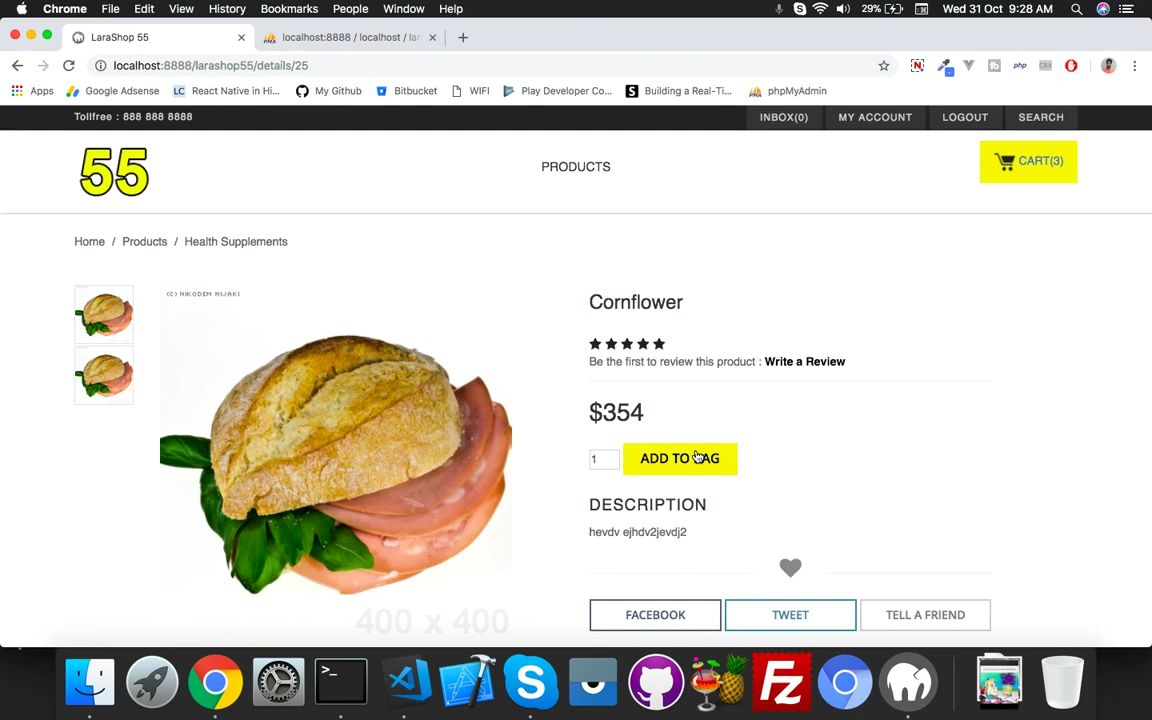 Chrome File Edit View History Bookmarks People Window Help
29% Wed 31 Oct 9:28 AM
LaraShop 55
localhost:8888 / localhost / lar
localhost:8888/larashop55/details/25
Apps Google Adsense React Native in Hi... My Github Bitbucket WIFI Play Developer Co... Building a Real-Ti... phpMyAdmin
Tollfree : 888 888 8888
INBOX(0) MY ACCOUNT LOGOUT SEARCH
55
PRODUCTS
CART(3)
Home / Products / Health Supplements
(C) NIKODEM NIJAKI
Cornflower
Be the first to review this product : Write a Review
$354
1
ADD TO BAG
DESCRIPTION
hevdv ejhdv2jevdj2
FACEBOOK TWEET TELL A FRIEND
400 x 400